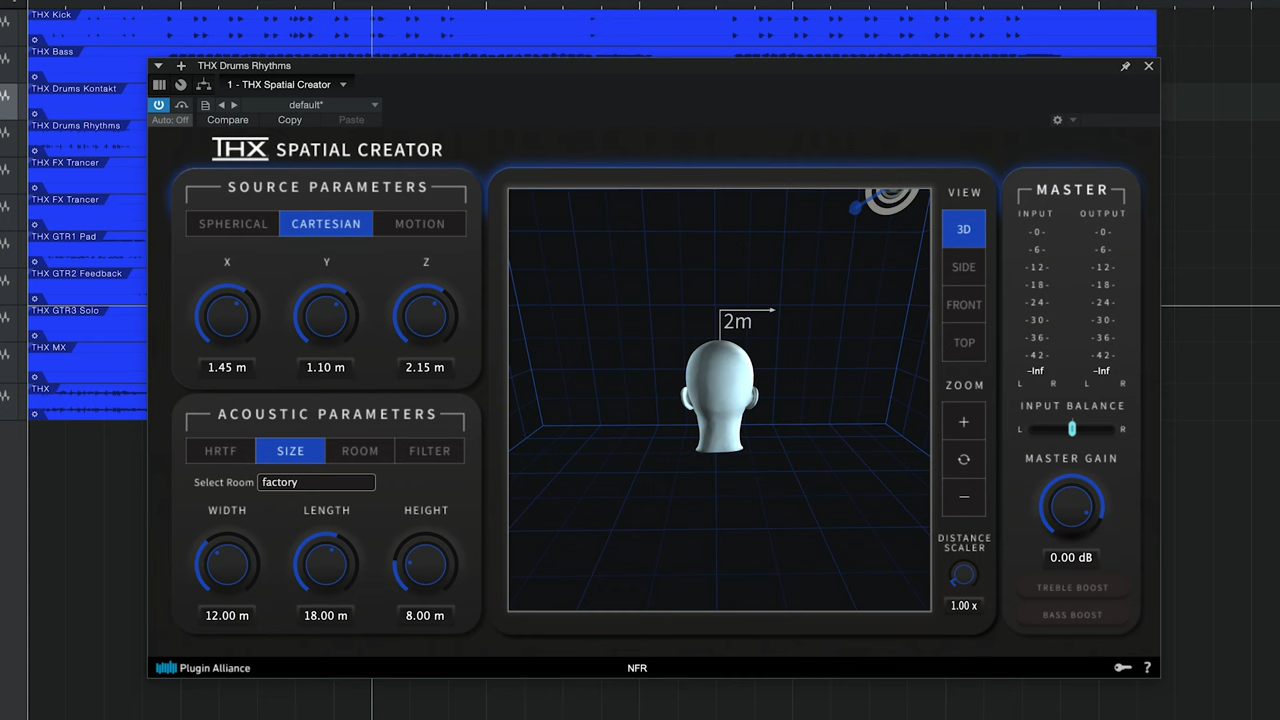 THX Kick
THX Bass
THX Drums Kontakt
THX Drums Rhythms
THX FX Trancer
THX FX Trancer
THX GTR1 Pad
THX GTR2 Feedback
THX GTR3 Solo
THX MX
THX
THX Drums Rhythms
1 - THX Spatial Creator
default*
Auto: Off Compare Copy Paste
THX SPATIAL CREATOR
SOURCE PARAMETERS
SPHERICAL CARTESIAN MOTION
X Y Z
1.45 m 1.10 m 2.15 m
ACOUSTIC PARAMETERS
HRTF SIZE ROOM FILTER
Select Room factory
WIDTH LENGTH HEIGHT
12.00 m 18.00 m 8.00 m
2m
VIEW
3D
SIDE
FRONT
TOP
ZOOM
+
−
DISTANCE
SCALER
1.00 x
MASTER
INPUT OUTPUT
-0- -0-
-6- -6-
-12- -12-
-18- -18-
-24- -24-
-30- -30-
-36- -36-
-42- -42-
-Inf -Inf
L R L R
INPUT BALANCE
L R
MASTER GAIN
0.00 dB
TREBLE BOOST
BASS BOOST
Plugin Alliance NFR ?